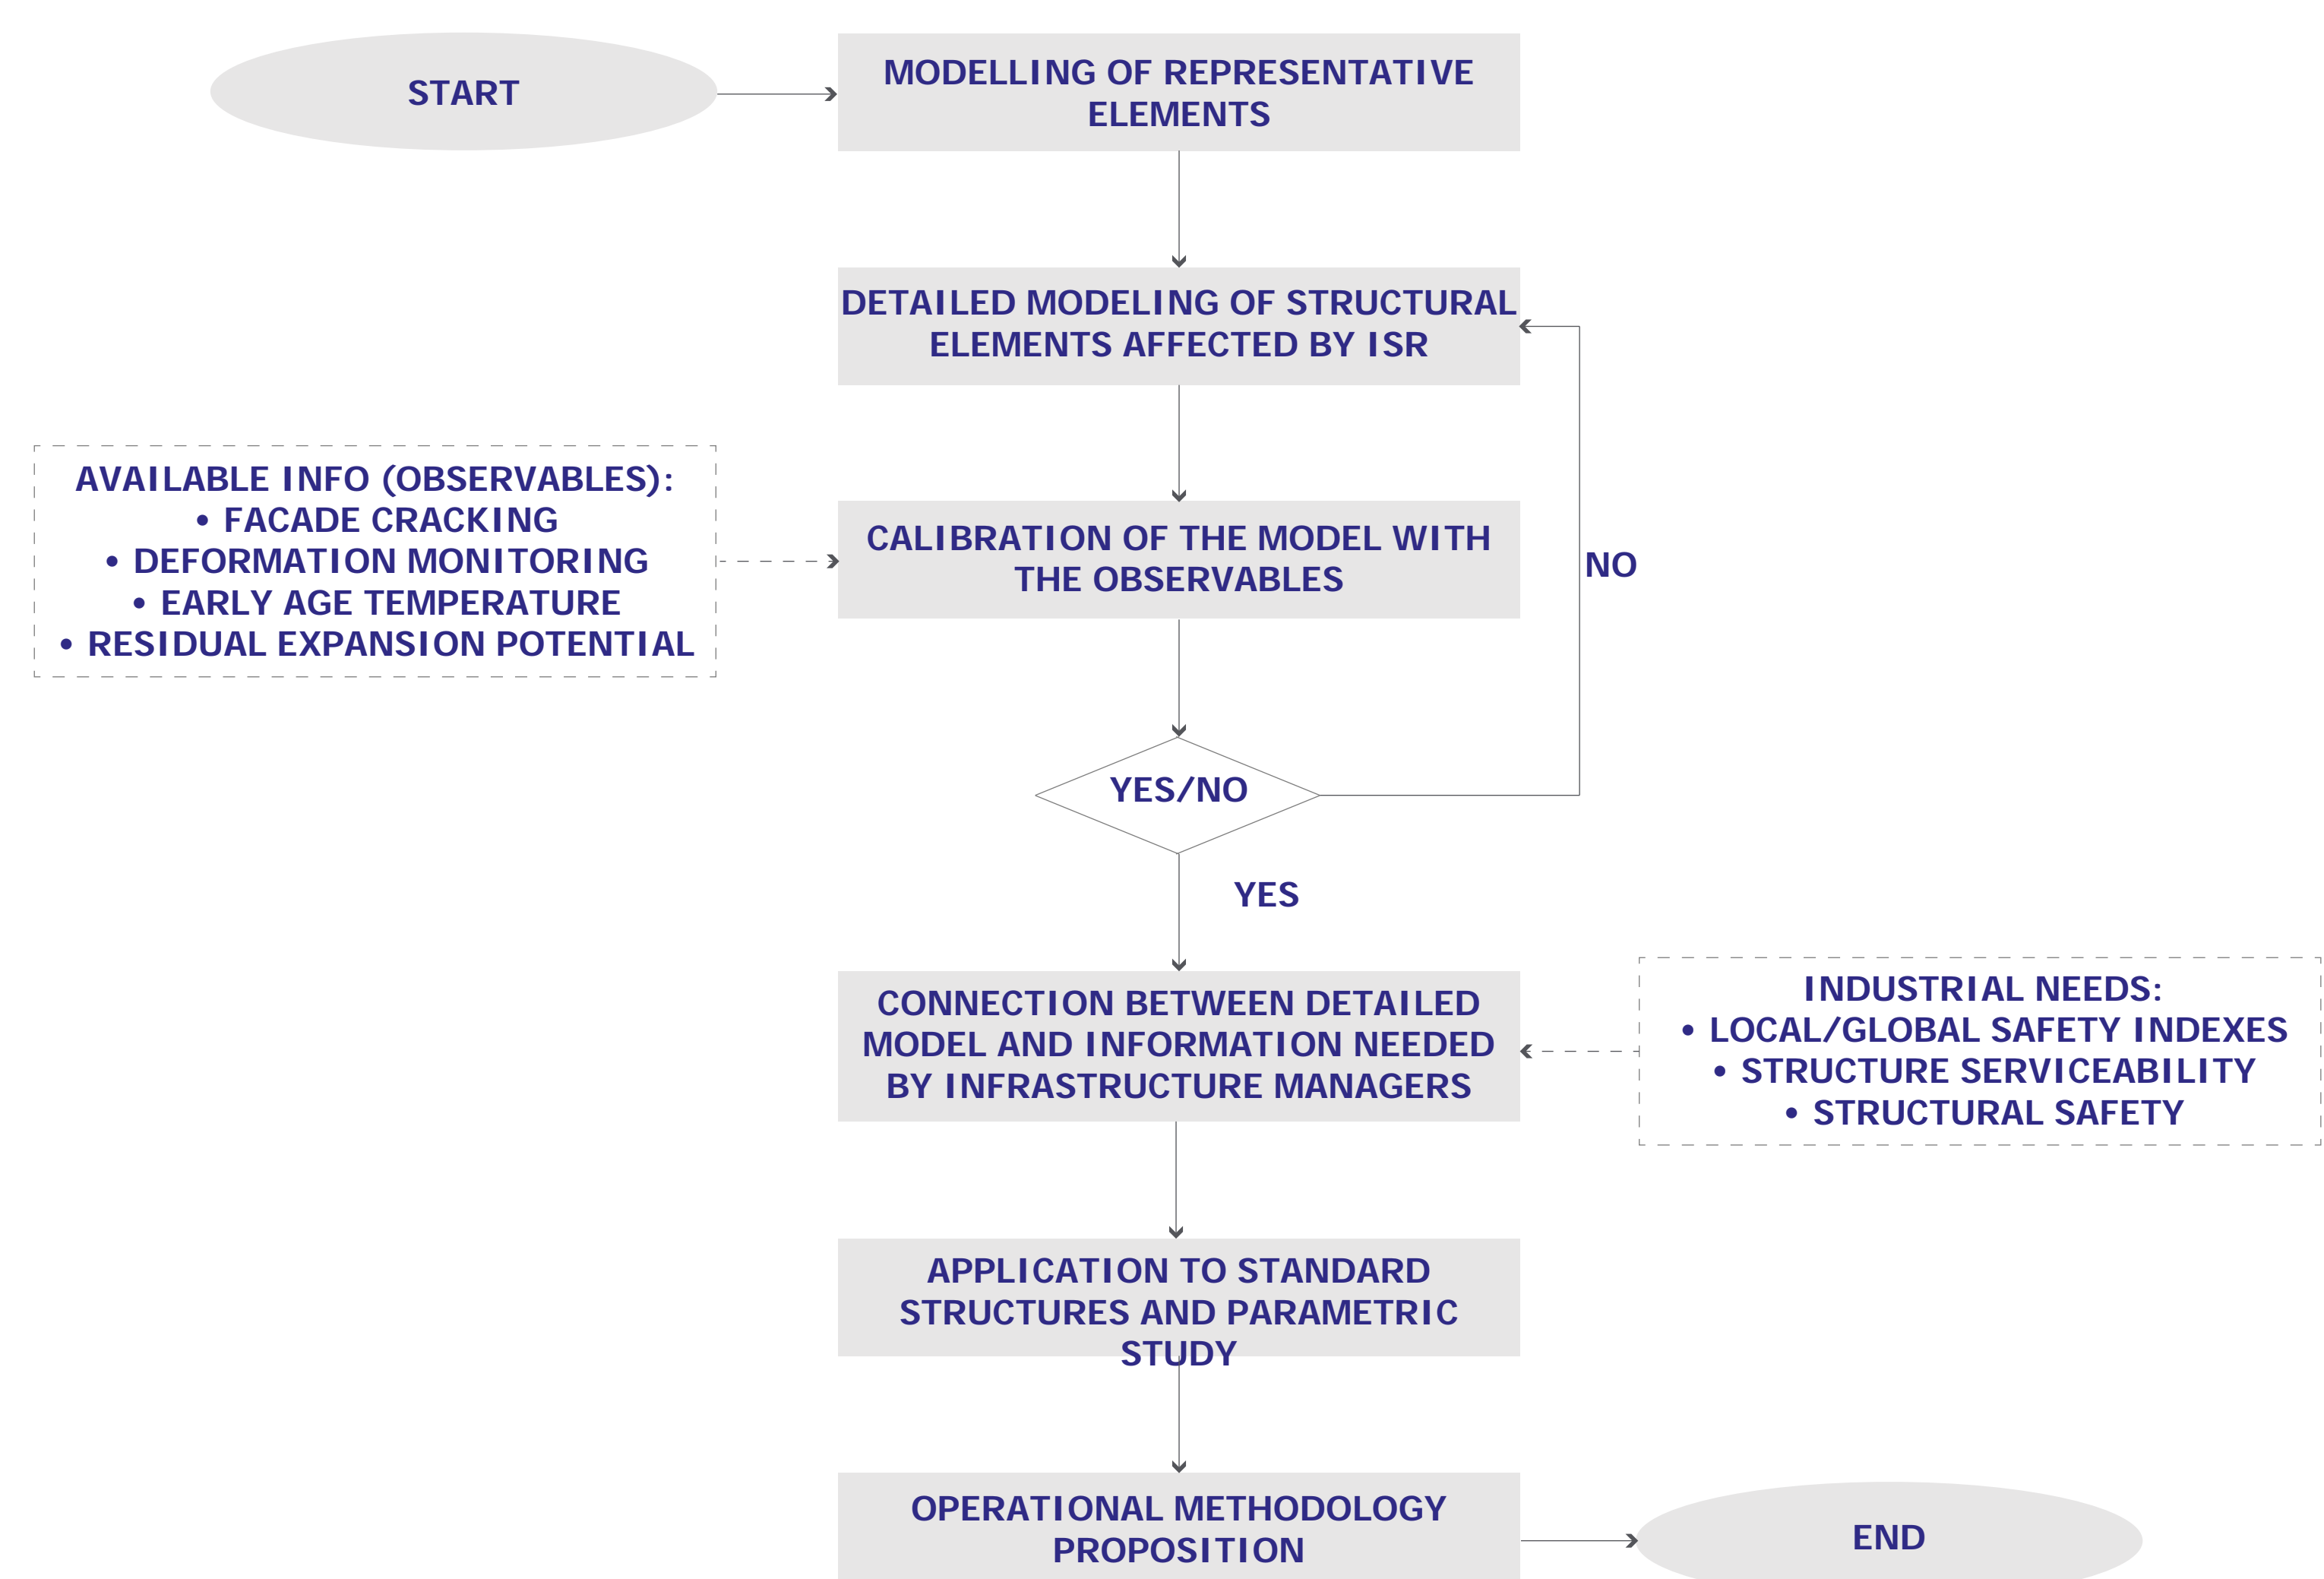 START
MODELLING OF REPRESENTATIVE
ELEMENTS
DETAILED MODELING OF STRUCTURAL
ELEMENTS AFFECTED BY ISR
AVAILABLE INFO (OBSERVABLES):
• FACADE CRACKING
• DEFORMATION MONITORING
• EARLY AGE TEMPERATURE
• RESIDUAL EXPANSION POTENTIAL
CALIBRATION OF THE MODEL WITH
THE OBSERVABLES
NO
YES/NO
YES
CONNECTION BETWEEN DETAILED
MODEL AND INFORMATION NEEDED
BY INFRASTRUCTURE MANAGERS
INDUSTRIAL NEEDS:
• LOCAL/GLOBAL SAFETY INDEXES
• STRUCTURE SERVICEABILITY
• STRUCTURAL SAFETY
APPLICATION TO STANDARD
STRUCTURES AND PARAMETRIC
STUDY
OPERATIONAL METHODOLOGY
PROPOSITION
END